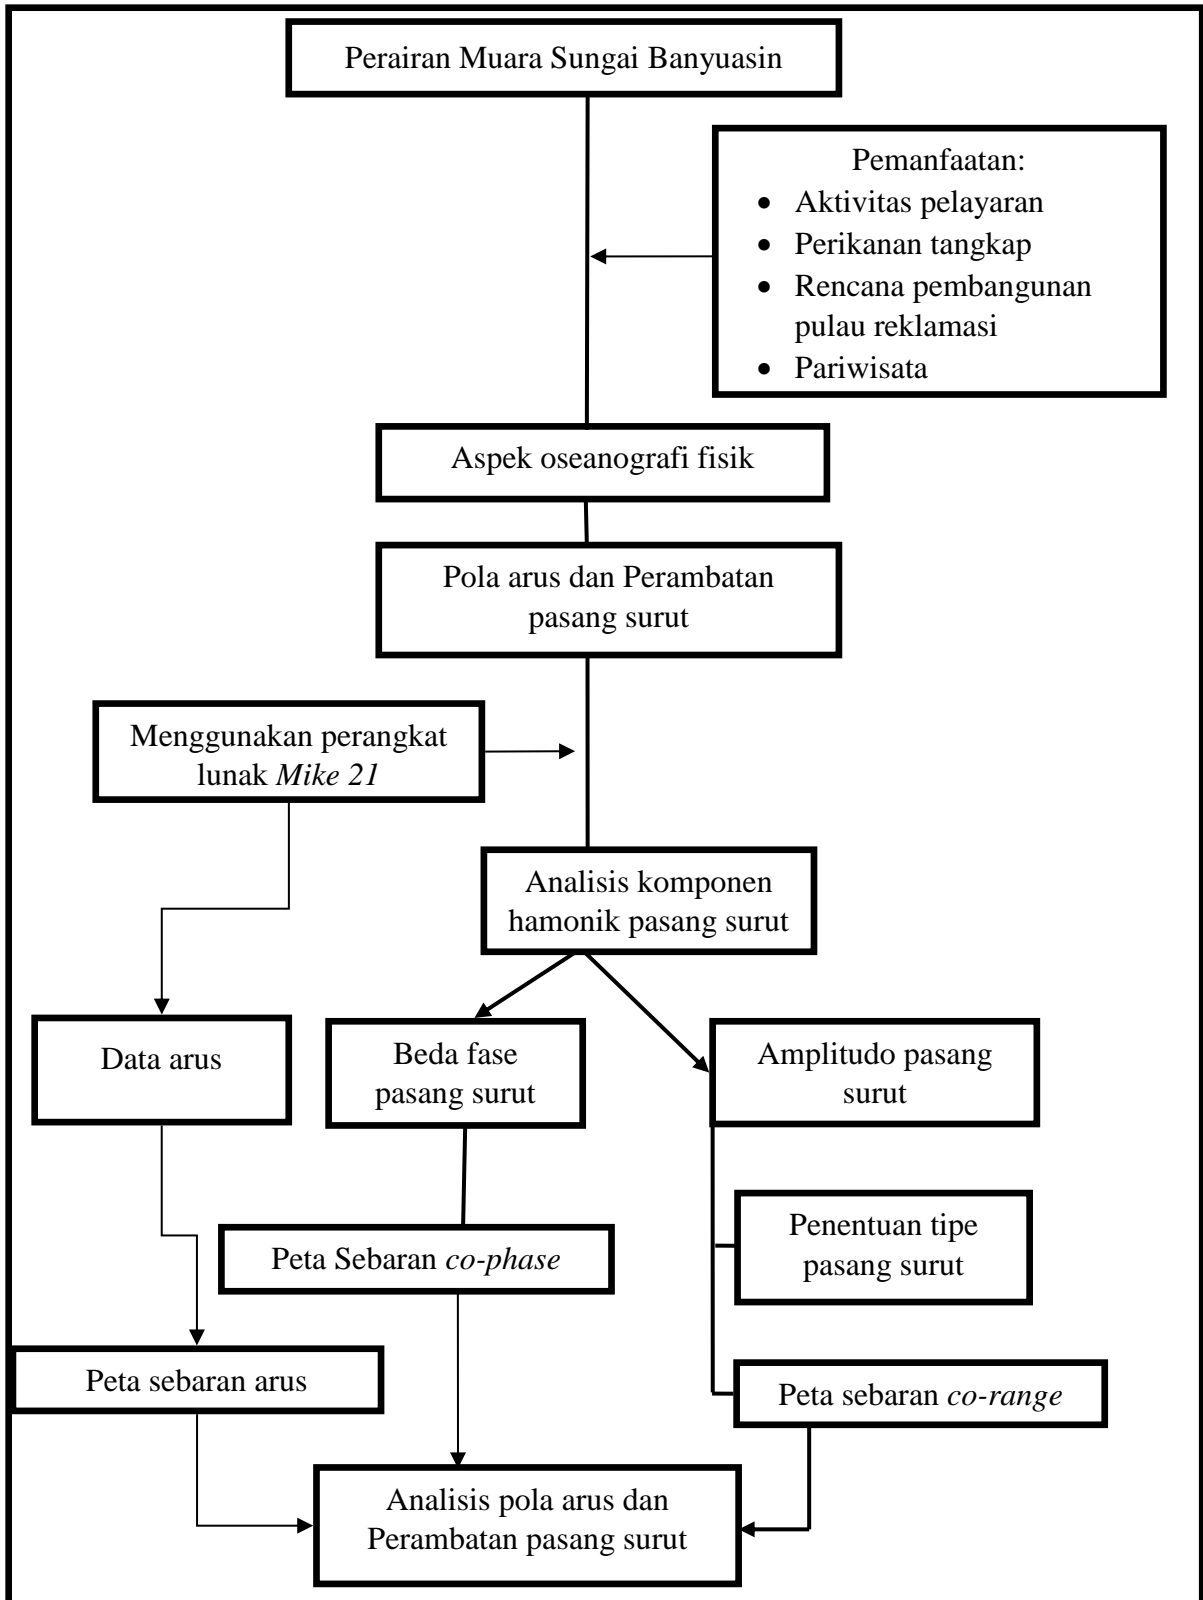 Perairan Muara Sungai Banyuasin
Pemanfaatan:
• Aktivitas pelayaran
• Perikanan tangkap
• Rencana pembangunan
pulau reklamasi
• Pariwisata
Aspek oseanografi fisik
Pola arus dan Perambatan
pasang surut
Menggunakan perangkat
lunak Mike 21
Analisis komponen
hamonik pasang surut
Data arus
Beda fase
pasang surut
Amplitudo pasang
surut
Penentuan tipe
pasang surut
Peta Sebaran co-phase
Peta sebaran arus
Peta sebaran co-range
Analisis pola arus dan
Perambatan pasang surut